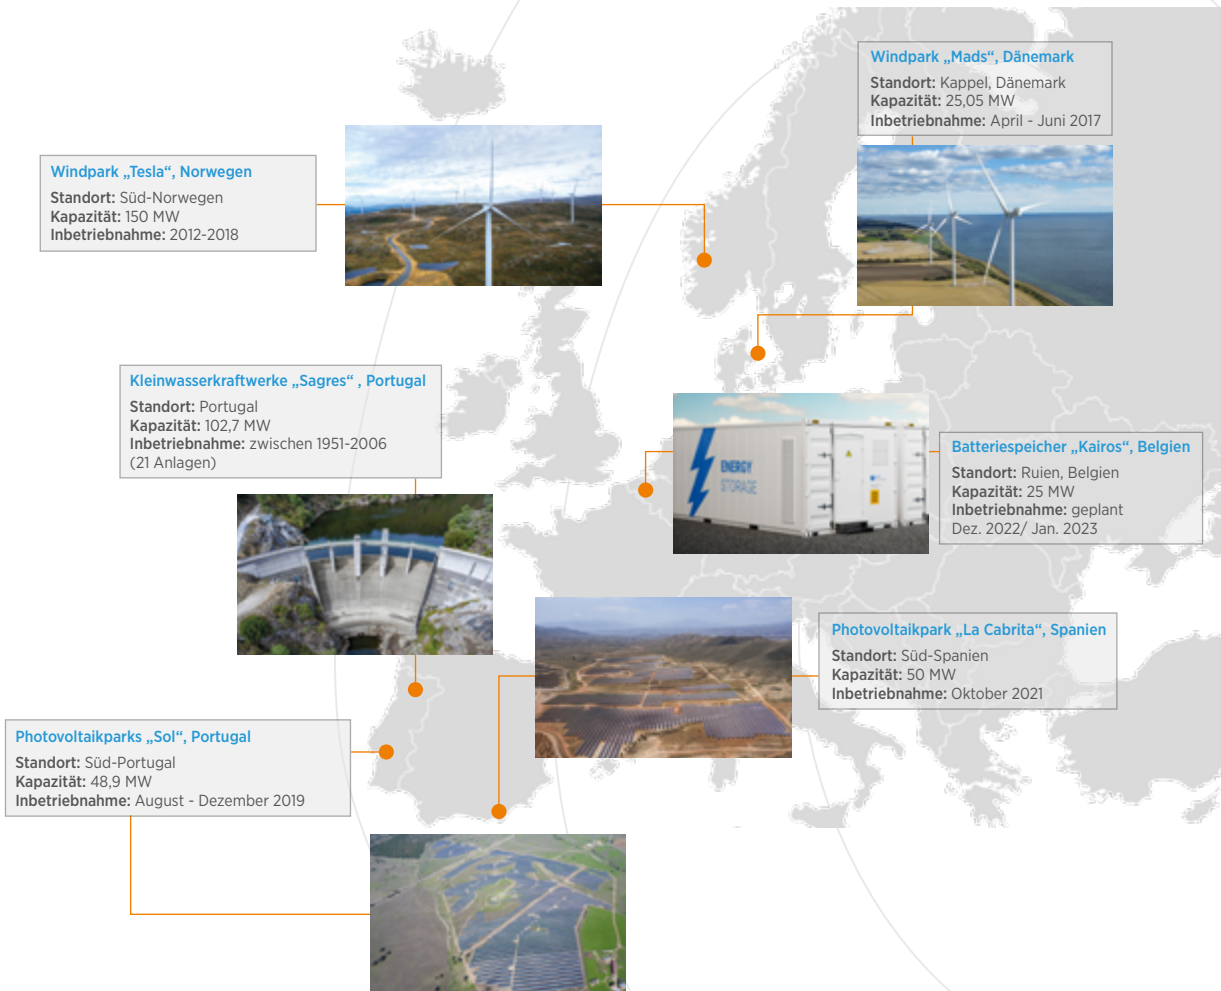 Windpark „Mads“, Dänemark
Standort: Kappel, Dänemark
Kapazität: 25,05 MW
Inbetriebnahme: April - Juni 2017
Windpark „Tesla“, Norwegen
Standort: Süd-Norwegen
Kapazität: 150 MW
Inbetriebnahme: 2012-2018
Kleinwasserkraftwerke „Sagres“ , Portugal
Standort: Portugal
Kapazität: 102,7 MW
Inbetriebnahme: zwischen 1951-2006
(21 Anlagen)
ENERGY
STORAGE
Batteriespeicher „Kairos“, Belgien
Standort: Ruien, Belgien
Kapazität: 25 MW
Inbetriebnahme: geplant
Dez. 2022/ Jan. 2023
Photovoltaikpark „La Cabrita“, Spanien
Standort: Süd-Spanien
Kapazität: 50 MW
Inbetriebnahme: Oktober 2021
Photovoltaikparks „Sol“, Portugal
Standort: Süd-Portugal
Kapazität: 48,9 MW
Inbetriebnahme: August - Dezember 2019